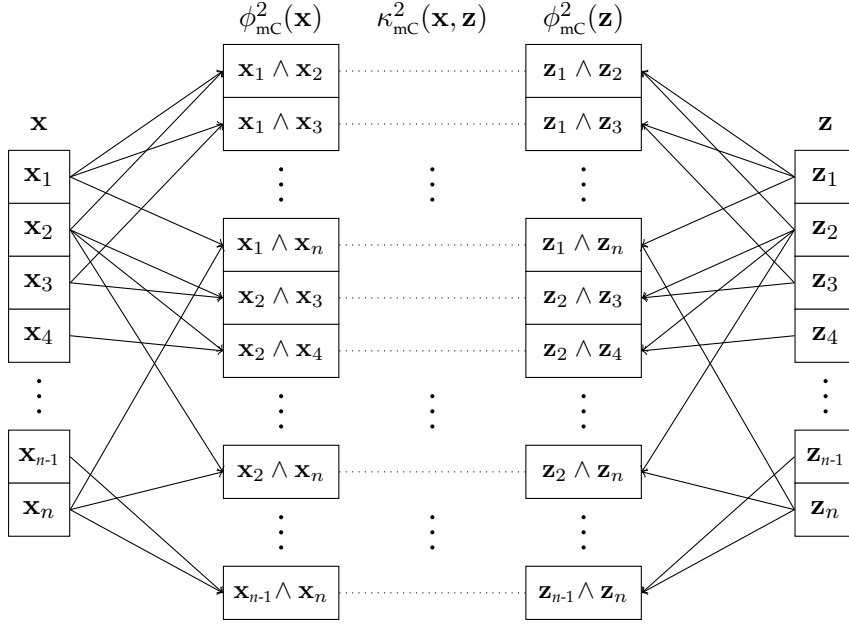 φ²ₘC(𝐱) κ²ₘC(𝐱, 𝐳) φ²ₘC(𝐳)
𝐱
𝐱₁
𝐱₂
𝐱₃
𝐱₄
⋮
𝐱ₙ₋₁
𝐱ₙ
𝐱₁ ∧ 𝐱₂
𝐱₁ ∧ 𝐱₃
⋮
𝐱₁ ∧ 𝐱ₙ
𝐱₂ ∧ 𝐱₃
𝐱₂ ∧ 𝐱₄
⋮
𝐱₂ ∧ 𝐱ₙ
⋮
𝐱ₙ₋₁ ∧ 𝐱ₙ
⋮
⋮
⋮
𝐳₁ ∧ 𝐳₂
𝐳₁ ∧ 𝐳₃
⋮
𝐳₁ ∧ 𝐳ₙ
𝐳₂ ∧ 𝐳₃
𝐳₂ ∧ 𝐳₄
⋮
𝐳₂ ∧ 𝐳ₙ
⋮
𝐳ₙ₋₁ ∧ 𝐳ₙ
𝐳
𝐳₁
𝐳₂
𝐳₃
𝐳₄
⋮
𝐳ₙ₋₁
𝐳ₙ